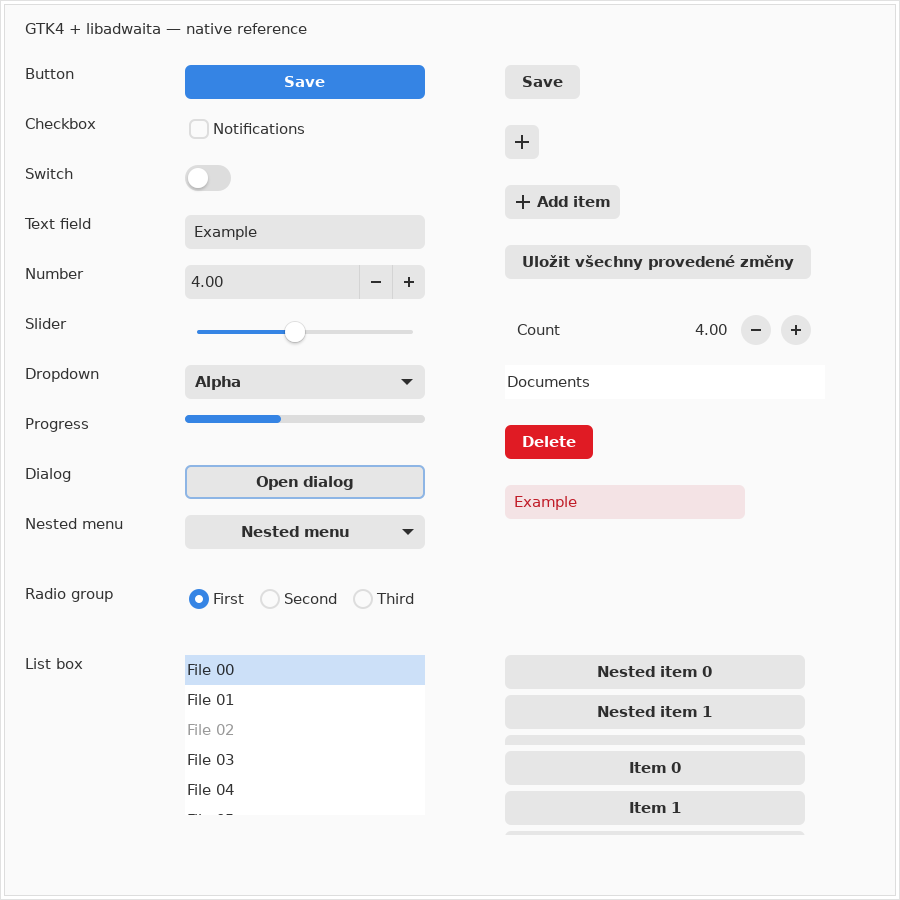 GTK4 + libadwaita — native reference
Button
Save
Save
Checkbox
Notifications
Switch
Add item
Text field
Example
Uložit všechny provedené změny
Number
4.00
Slider
Count
4.00
Dropdown
Alpha
Documents
Progress
Delete
Dialog
Open dialog
Example
Nested menu
Nested menu
Radio group
First
Second
Third
List box
File 00
File 01
File 02
File 03
File 04
Nested item 0
Nested item 1
Item 0
Item 1